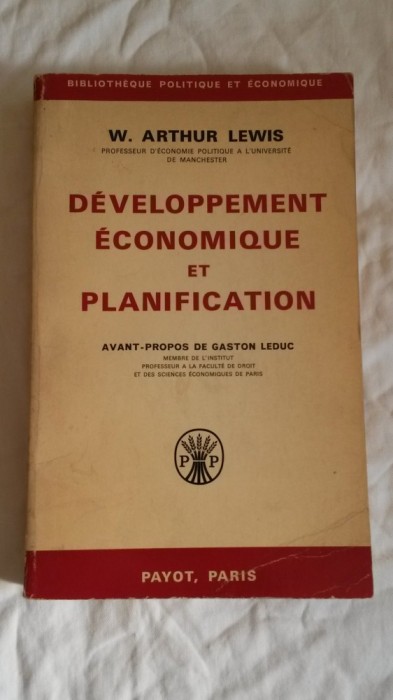 BIBLIOTHÈQUE POLITIQUE ET ÉCONOMIQUE
W. ARTHUR LEWIS
PROFESSEUR D'ÉCONOMIE POLITIQUE A L'UNIVERSITÉ
DE MANCHESTER
DÉVELOPPEMENT
ÉCONOMIQUE
ET
PLANIFICATION
AVANT-PROPOS DE GASTON LEDUC
MEMBRE DE L'INSTITUT
PROFESSEUR A LA FACULTÉ DE DROIT
ET DES SCIENCES ÉCONOMIQUES DE PARIS
P P
PAYOT, PARIS